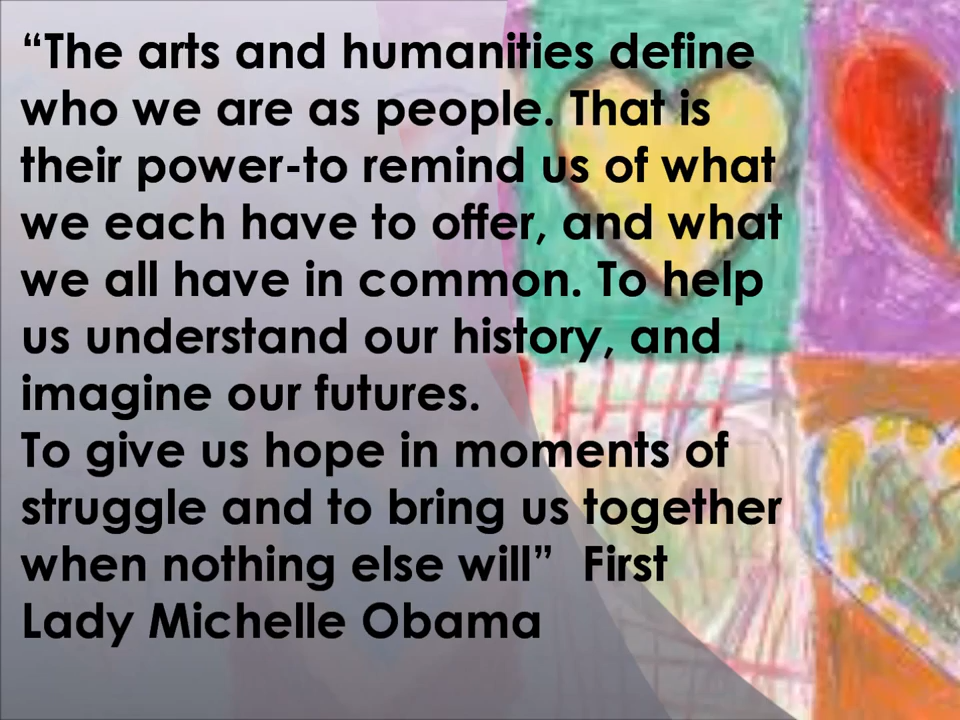 “The arts and humanities define
who we are as people. That is
their power-to remind us of what
we each have to offer, and what
we all have in common. To help
us understand our history, and
imagine our futures.
To give us hope in moments of
struggle and to bring us together
when nothing else will”  First
Lady Michelle Obama